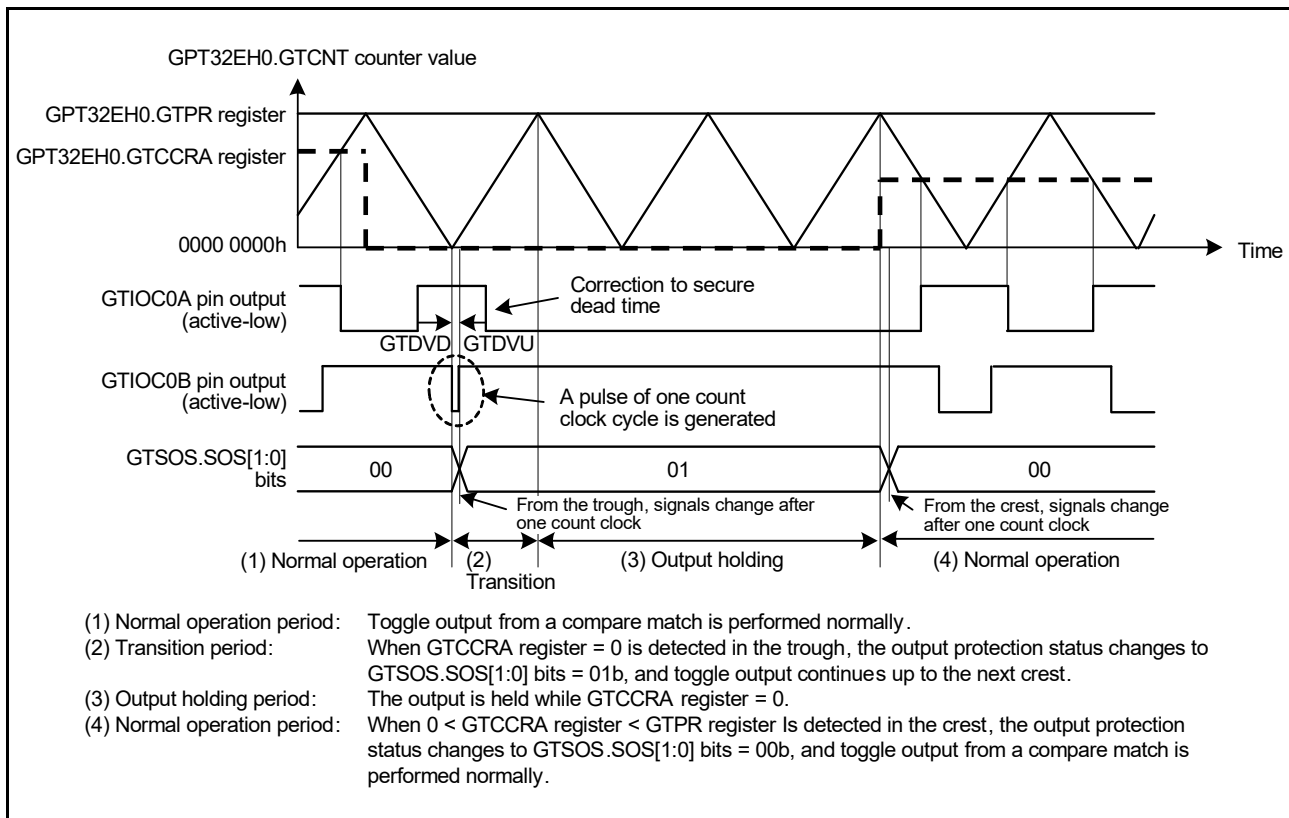 GPT32EH0.GTCNT counter value
GPT32EH0.GTPR register
GPT32EH0.GTCCRA register
0000 0000h
Time
GTIOC0A pin output
(active-low)
Correction to secure
dead time
GTDVD
GTDVU
GTIOC0B pin output
(active-low)
A pulse of one count
clock cycle is generated
GTSOS.SOS[1:0]
bits
00
01
00
From the trough, signals change after
one count clock
From the crest, signals change
after one count clock
(1) Normal operation
(2)
Transition
(3) Output holding
(4) Normal operation
(1) Normal operation period: Toggle output from a compare match is performed normally.
(2) Transition period: When GTCCRA register = 0 is detected in the trough, the output protection status changes to
GTSOS.SOS[1:0] bits = 01b, and toggle output continues up to the next crest.
(3) Output holding period: The output is held while GTCCRA register = 0.
(4) Normal operation period: When 0 < GTCCRA register < GTPR register Is detected in the crest, the output protection
status changes to GTSOS.SOS[1:0] bits = 00b, and toggle output from a compare match is
performed normally.